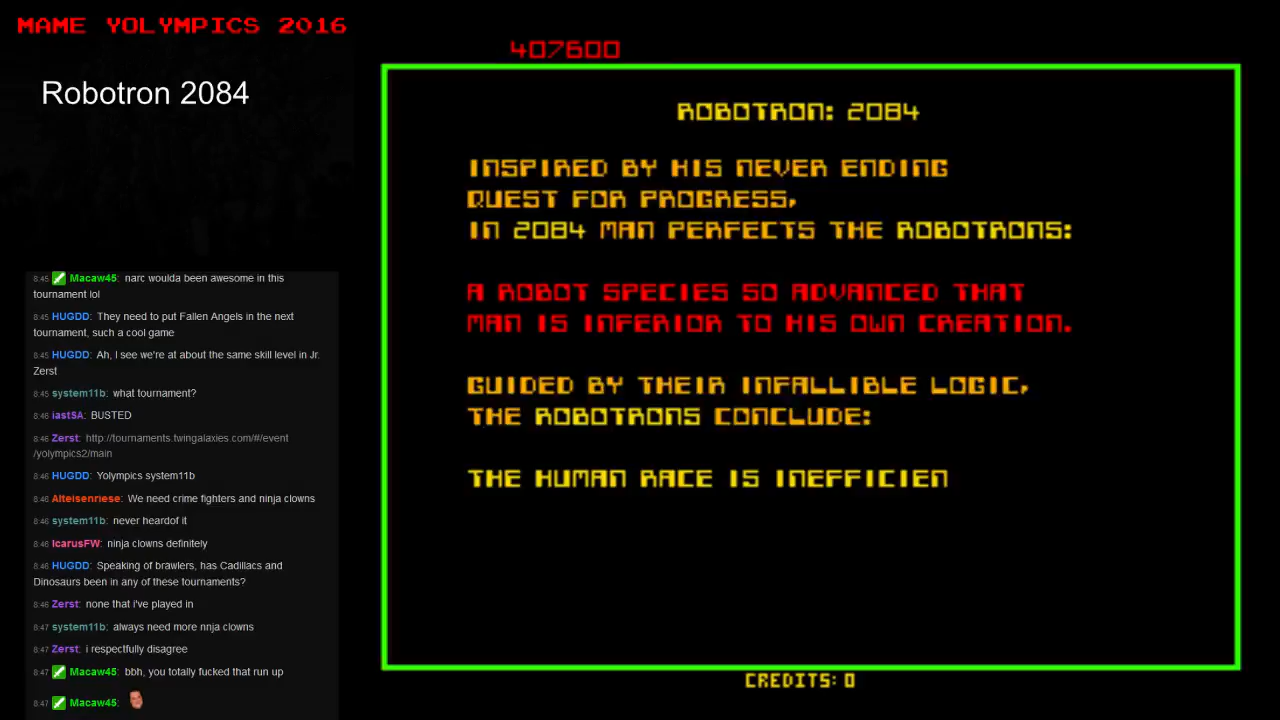 MAME YOLYMPICS 2016
Robotron 2084
8:45 Macaw45: narc woulda been awesome in this
tournament lol
8:45 HUGDD: They need to put Fallen Angels in the next
tournament, such a cool game
8:45 HUGDD: Ah, I see we're at about the same skill level in Jr.
Zerst
8:45 system11b: what tournament?
8:46 iastSA: BUSTED
8:46 Zerst: http://tournaments.twingalaxies.com/#/event
/yolympics2/main
8:46 HUGDD: Yolympics system11b
8:46 Alteisenriese: We need crime fighters and ninja clowns
8:46 system11b: never heardof it
8:46 IcarusFW: ninja clowns definitely
8:46 HUGDD: Speaking of brawlers, has Cadillacs and
Dinosaurs been in any of these tournaments?
8:46 Zerst: none that i've played in
8:47 system11b: always need more nnja clowns
8:47 Zerst: i respectfully disagree
8:47 Macaw45: bbh, you totally fucked that run up
8:47 Macaw45:
407600
ROBOTRON: 2084
INSPIRED BY HIS NEVER ENDING
QUEST FOR PROGRESS,
IN 2084 MAN PERFECTS THE ROBOTRONS:
A ROBOT SPECIES SO ADVANCED THAT
MAN IS INFERIOR TO HIS OWN CREATION.
GUIDED BY THEIR INFALLIBLE LOGIC,
THE ROBOTRONS CONCLUDE:
THE HUMAN RACE IS INEFFICIEN
CREDITS: 0